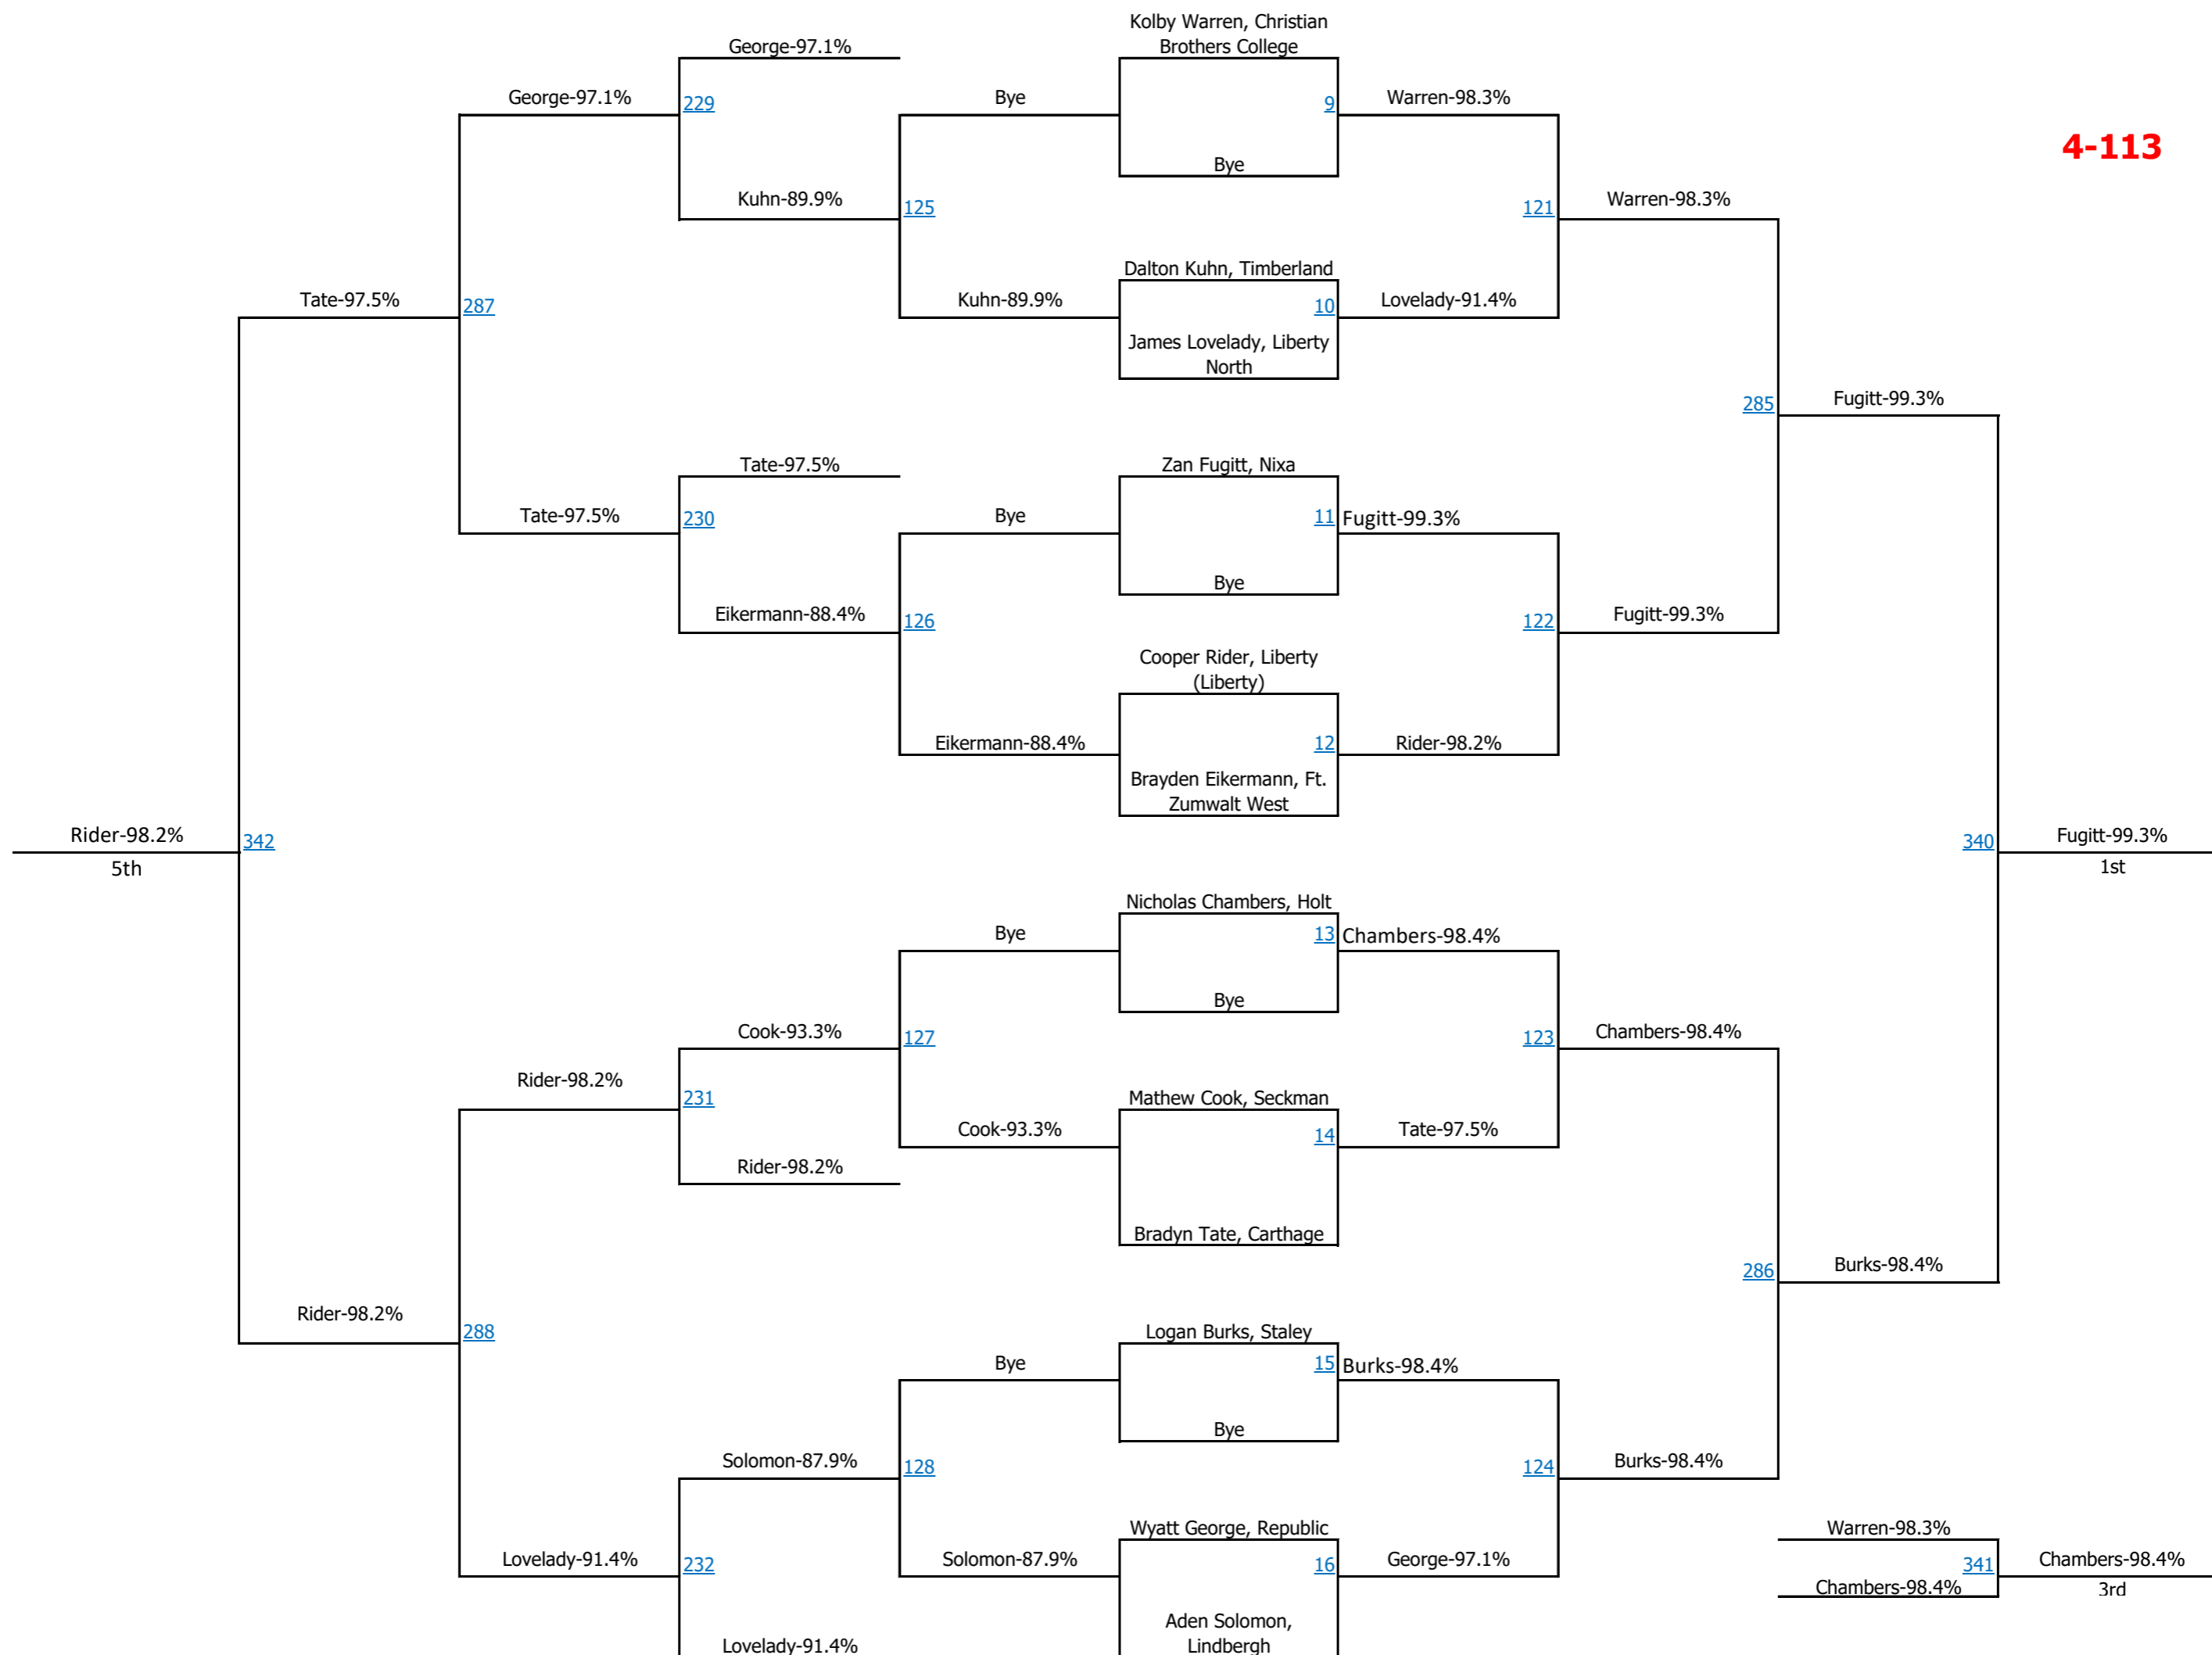 Kolby Warren, Christian
Brothers College
George-97.1%
George-97.1%
229
Bye
9
Warren-98.3%
4-113
Bye
Kuhn-89.9%
125
121
Warren-98.3%
Dalton Kuhn, Timberland
Tate-97.5%
287
Kuhn-89.9%
10
Lovelady-91.4%
James Lovelady, Liberty
North
285
Fugitt-99.3%
Tate-97.5%
Zan Fugitt, Nixa
Tate-97.5%
230
Bye
11
Fugitt-99.3%
Bye
Eikermann-88.4%
126
122
Fugitt-99.3%
Cooper Rider, Liberty
(Liberty)
Eikermann-88.4%
12
Rider-98.2%
Brayden Eikermann, Ft.
Zumwalt West
Rider-98.2%
342
340
Fugitt-99.3%
5th
1st
Nicholas Chambers, Holt
Bye
13
Chambers-98.4%
Bye
Cook-93.3%
127
123
Chambers-98.4%
Rider-98.2%
231
Mathew Cook, Seckman
Cook-93.3%
14
Tate-97.5%
Rider-98.2%
Bradyn Tate, Carthage
286
Burks-98.4%
Rider-98.2%
288
Logan Burks, Staley
Bye
15
Burks-98.4%
Bye
Solomon-87.9%
128
124
Burks-98.4%
Wyatt George, Republic
Warren-98.3%
Lovelady-91.4%
232
Solomon-87.9%
16
George-97.1%
341
Chambers-98.4%
Chambers-98.4%
3rd
Aden Solomon,
Lindbergh
Lovelady-91.4%